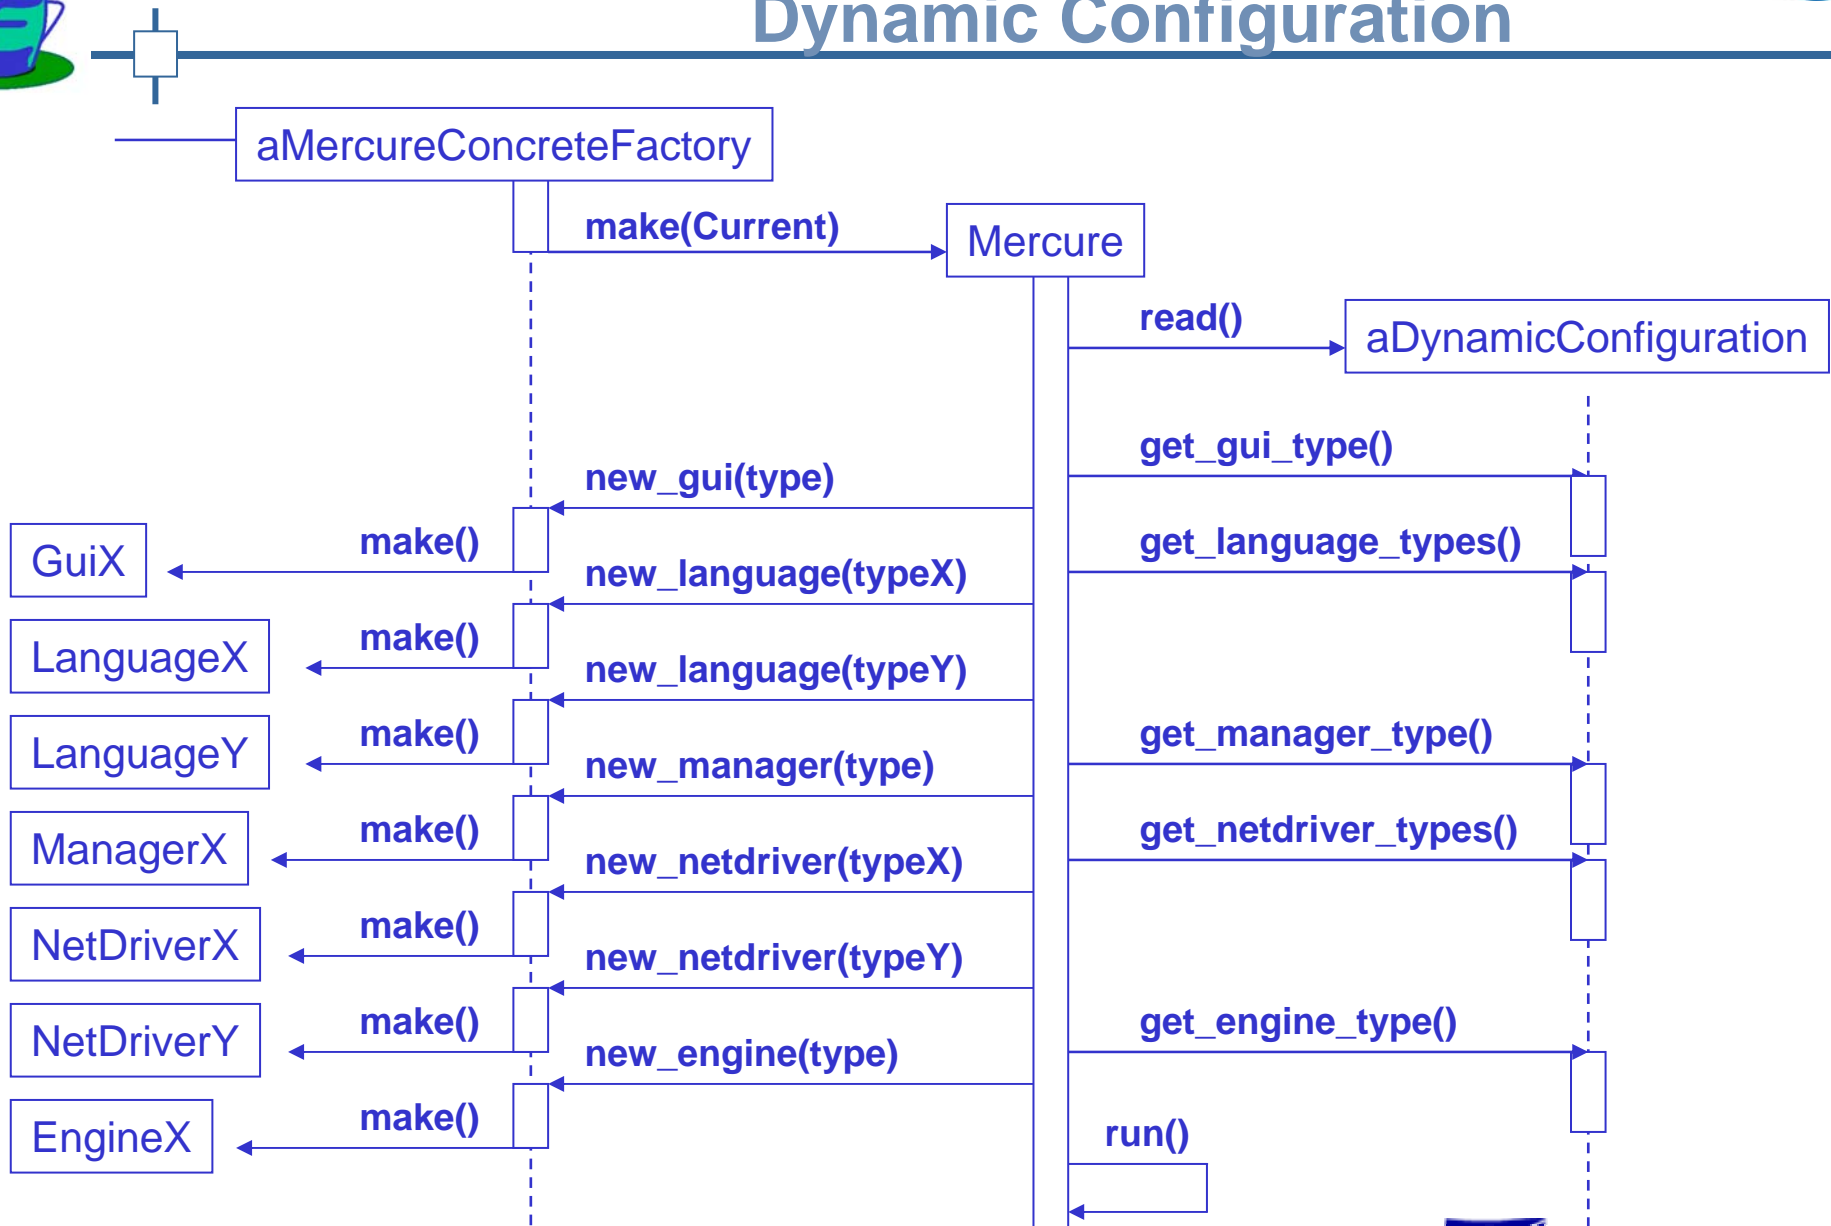 Dynamic Configuration
aMercureConcreteFactory
make(Current)
Mercure
read()
aDynamicConfiguration
get_gui_type()
new_gui(type)
make()
get_language_types()
GuiX
new_language(typeX)
make()
LanguageX
new_language(typeY)
make()
get_manager_type()
LanguageY
new_manager(type)
make()
get_netdriver_types()
ManagerX
new_netdriver(typeX)
make()
NetDriverX
new_netdriver(typeY)
make()
get_engine_type()
NetDriverY
new_engine(type)
make()
run()
EngineX